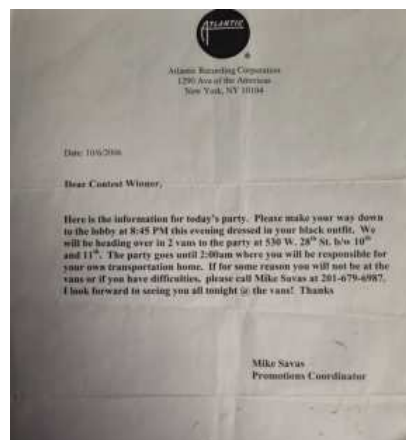 ATLANTIC
Atlantic Recording Corporation
1290 Ave of the Americas
New York, NY 10104
Date: 10/6/2006
Dear Contest Winner,
Here is the information for today's party. Please make your way down
to the lobby at 8:45 PM this evening dressed in your black outfit. We
will be heading over in 2 vans to the party at 530 W. 28th St. b/w 10th
and 11th. The party goes until 2:00am where you will be responsible for
your own transportation home. If for some reason you will not be at the
vans or if you have difficulties, please call Mike Savas at 201-679-6987.
I look forward to seeing you all tonight @ the vans! Thanks
Mike Savas
Promotions Coordinator